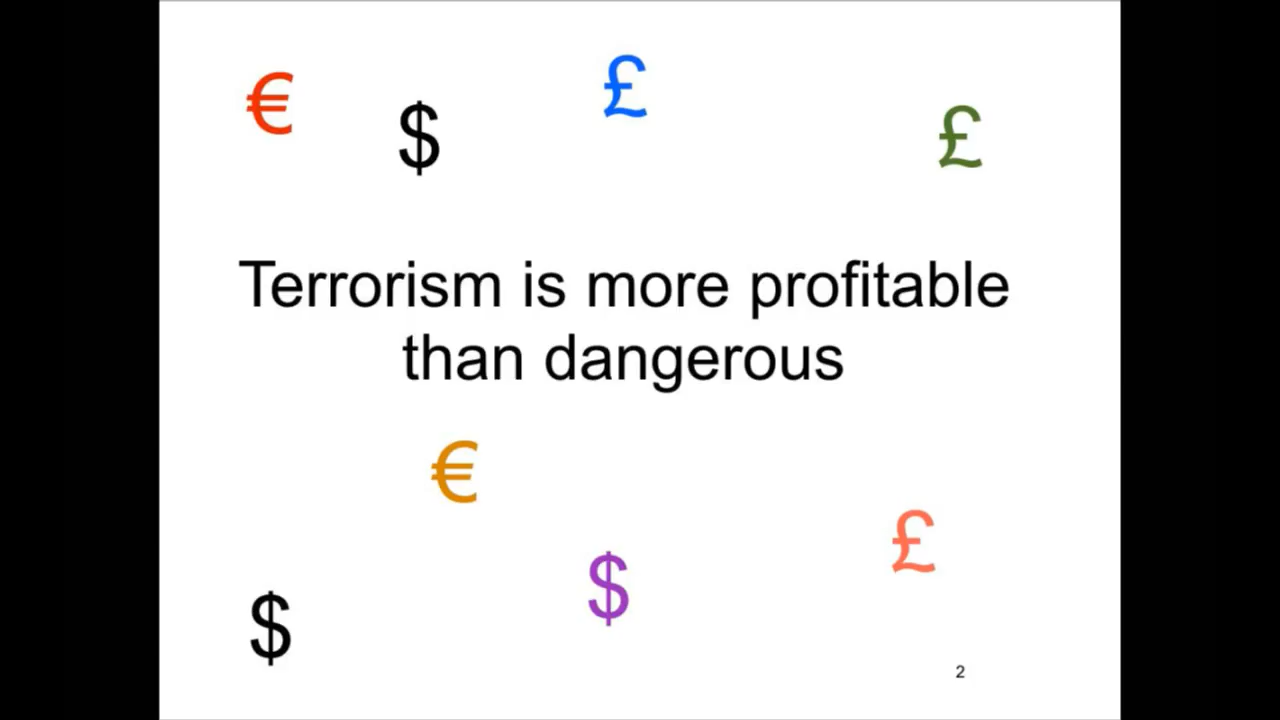 € $ £ £
Terrorism is more profitable
than dangerous
€
£
$
$
2